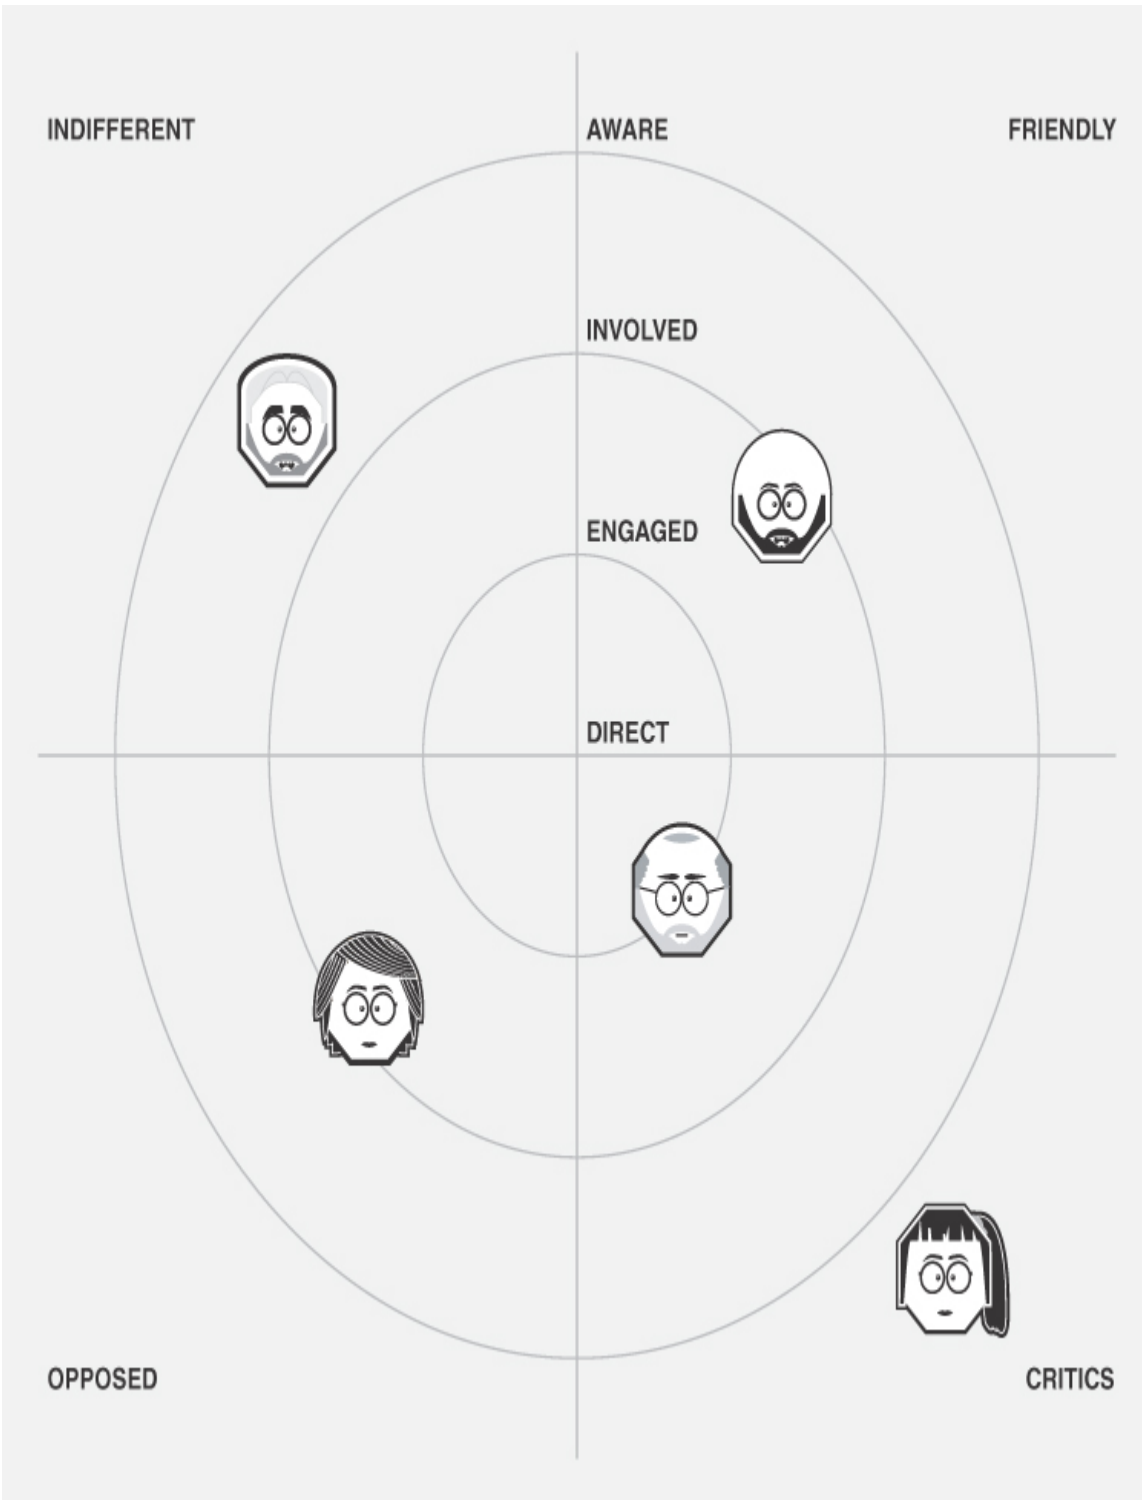 INDIFFERENT
AWARE
FRIENDLY
INVOLVED
ENGAGED
DIRECT
OPPOSED
CRITICS